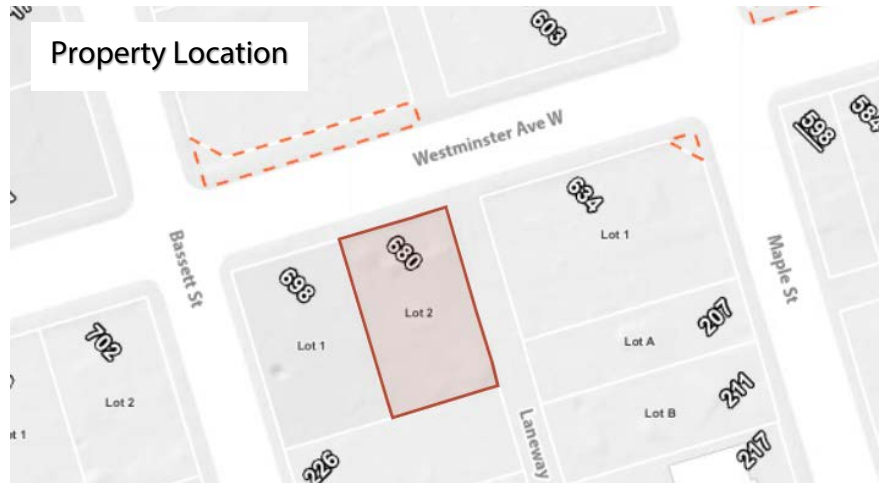 Property Location
603
Westminster Ave W
598
584
634
Lot 1
680
Bassett St
Maple St
698
Lot 2
207
702
Lot 1
Lot A
Lot 2
211
Lot B
t 1
Laneway
217
226